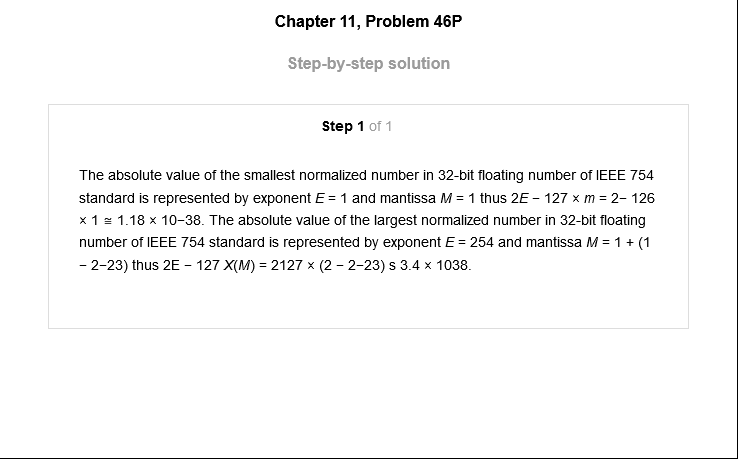 Chapter 11, Problem 46P
Step-by-step solution
Step 1 of 1
The absolute value of the smallest normalized number in 32-bit floating number of IEEE 754
standard is represented by exponent E = 1 and mantissa M = 1 thus 2E − 127 × m = 2− 126
× 1 ≅ 1.18 × 10−38. The absolute value of the largest normalized number in 32-bit floating
number of IEEE 754 standard is represented by exponent E = 254 and mantissa M = 1 + (1
− 2−23) thus 2E − 127 X(M) = 2127 × (2 − 2−23) s 3.4 × 1038.